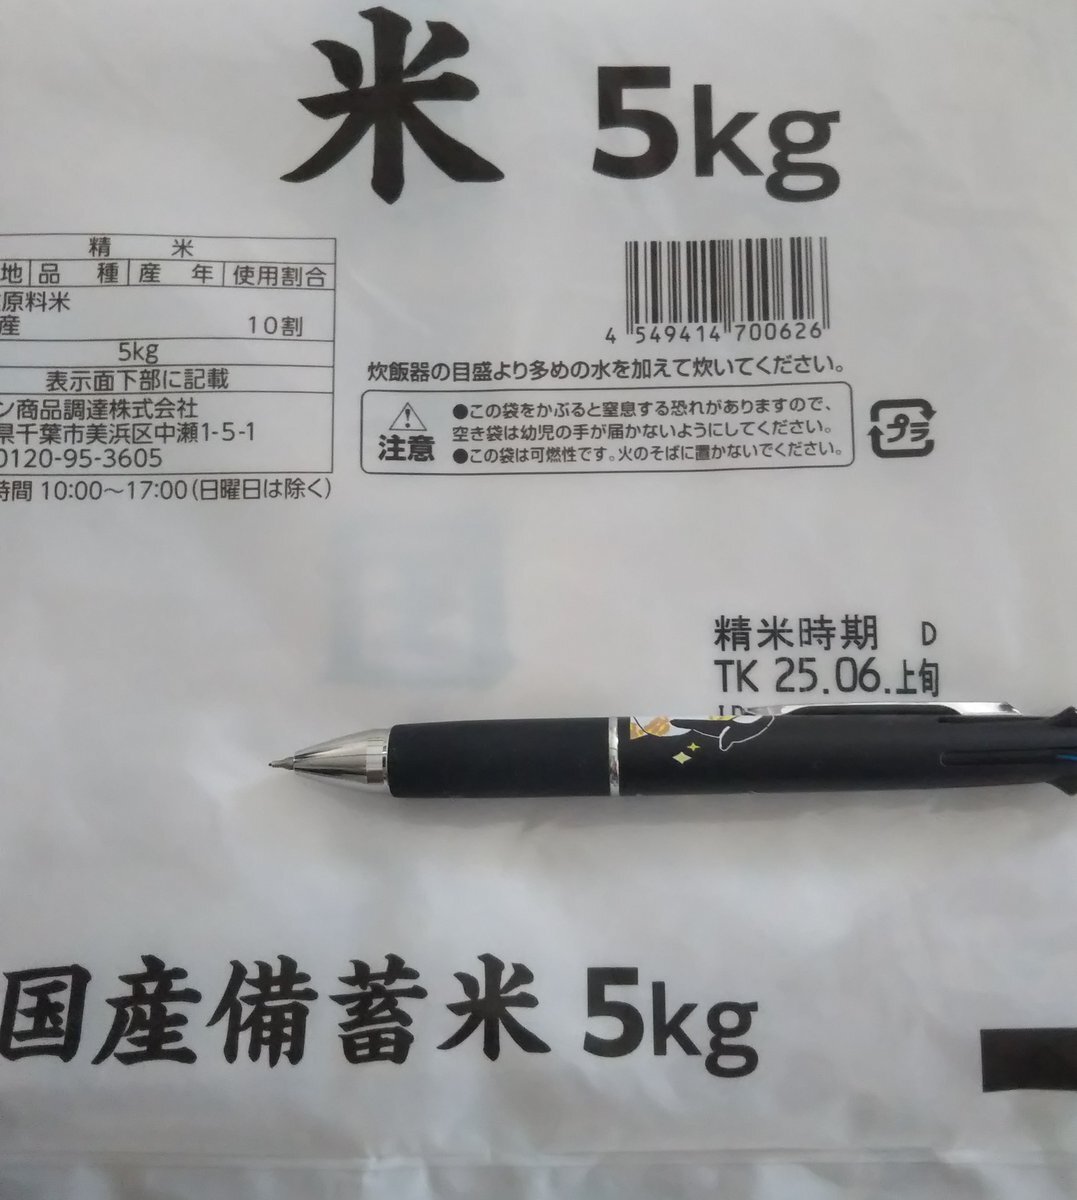 米 5kg
精 米
地 品 種 産 年 使用割合
原料米
産 10割
5kg
表示面下部に記載
ン商品調達株式会社
県千葉市美浜区中瀬1-5-1
0120-95-3605
時間 10:00～17:00(日曜日は除く)
4 549414 700626
炊飯器の目盛より多めの水を加えて炊いてください。
注意
●この袋をかぶると窒息する恐れがありますので、
空き袋は幼児の手が届かないようにしてください。
●この袋は可燃性です。火のそばに置かないでください。
プラ
精米時期 D
TK 25.06.上旬
国産備蓄米 5kg